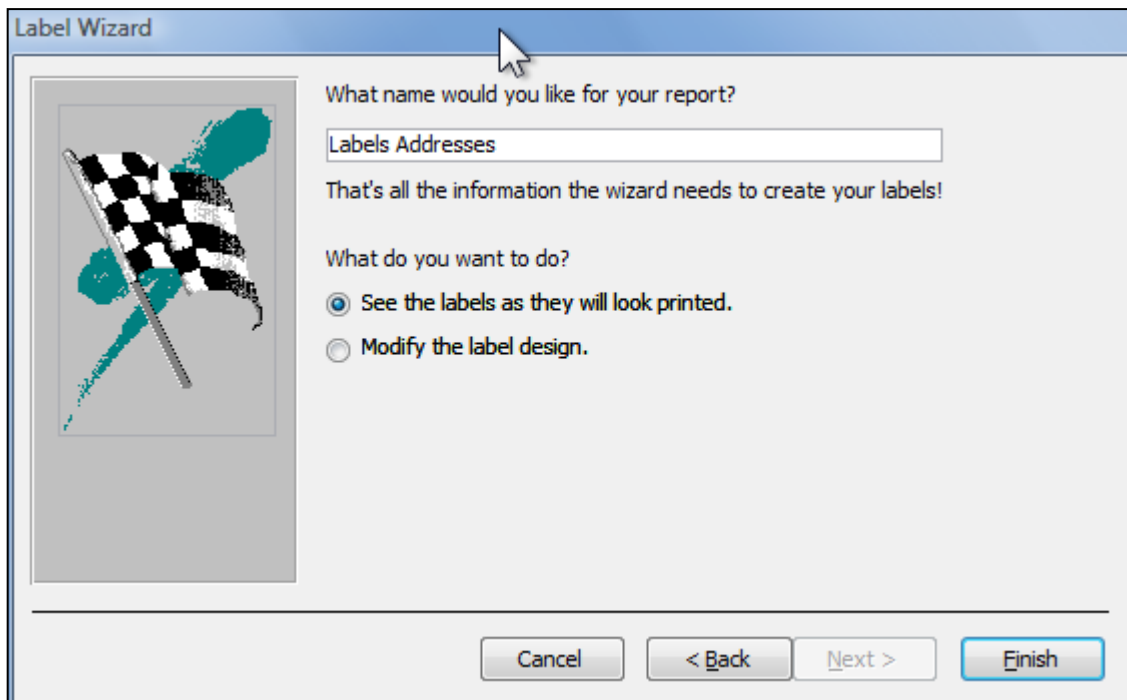 Label Wizard
What name would you like for your report?
Labels Addresses
That's all the information the wizard needs to create your labels!
What do you want to do?
See the labels as they will look printed.
Modify the label design.
Cancel < Back Next > Finish